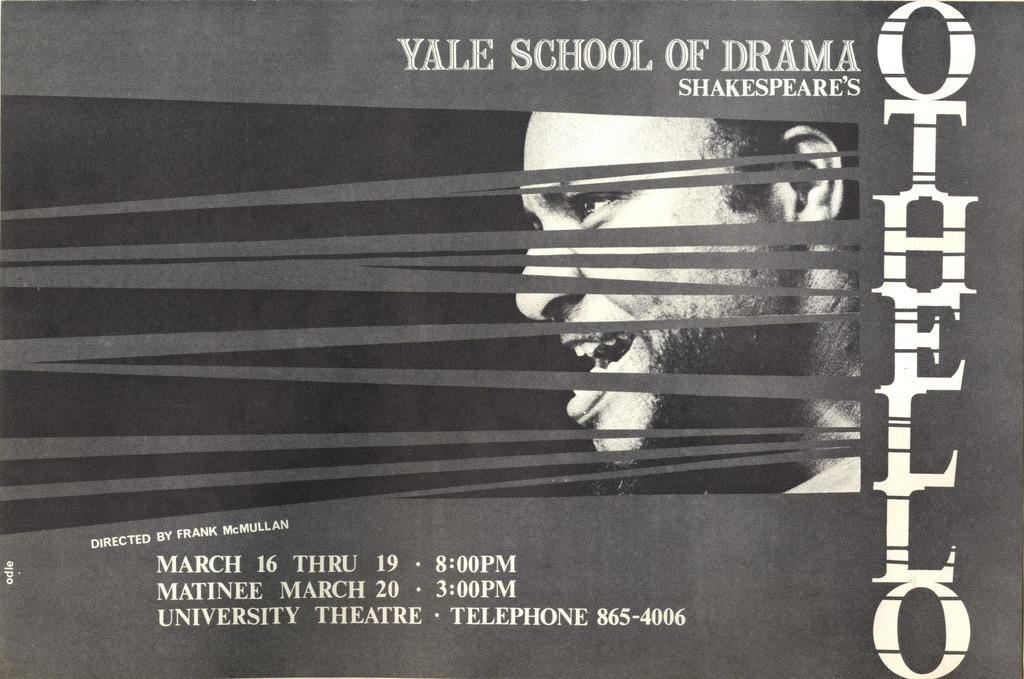 YALE SCHOOL OF DRAMA
SHAKESPEARE'S
OTHELLO
DIRECTED BY FRANK McMULLAN
MARCH 16 THRU 19 · 8:00PM
MATINEE MARCH 20 · 3:00PM
UNIVERSITY THEATRE · TELEPHONE 865-4006
odle